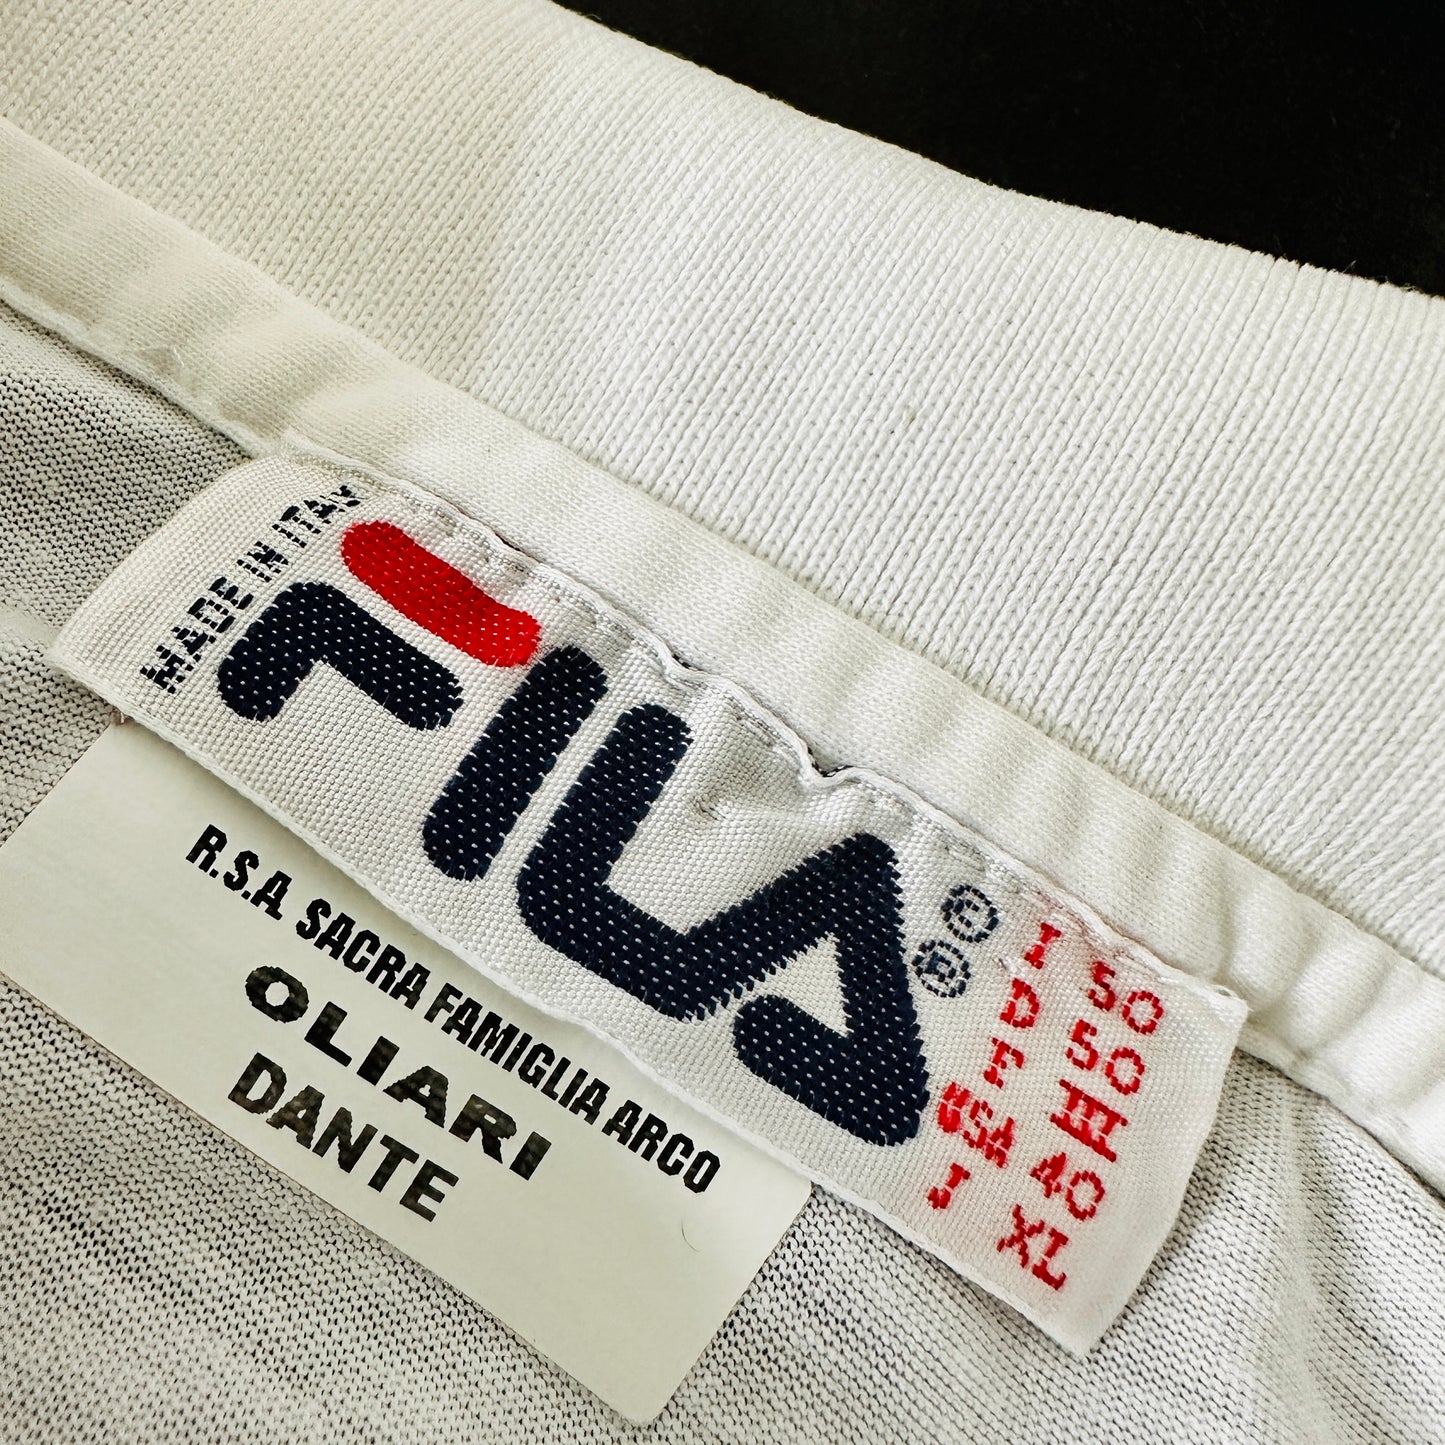 MADE IN ITALY
FILA
© ®
I 50
D 50
F III
USA 40
J XL
R.S.A. SACRA FAMIGLIA ARCO
OLIARI
DANTE